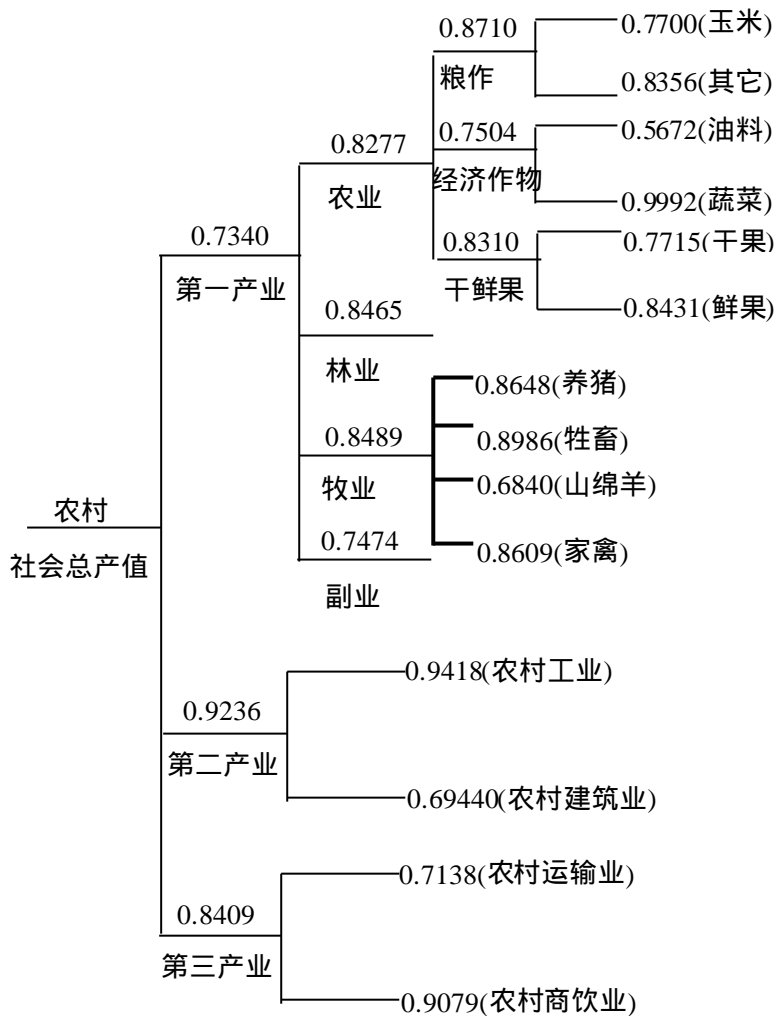 0.8710
0.7700(玉米)
粮作
0.8356(其它)
0.8277
0.7504
0.5672(油料)
农业
经济作物
0.9992(蔬菜)
0.7340
0.8310
0.7715(干果)
第一产业
0.8465
干鲜果
0.8431(鲜果)
林业
0.8648(养猪)
0.8489
0.8986(牲畜)
牧业
0.6840(山绵羊)
农村
0.7474
0.8609(家禽)
社会总产值
副业
0.9418(农村工业)
0.9236
第二产业
0.69440(农村建筑业)
0.7138(农村运输业)
0.8409
第三产业
0.9079(农村商饮业)